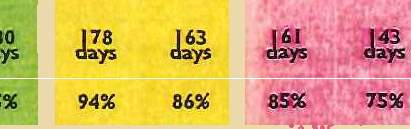 178 163 161 143
days days days days
94% 86% 85% 75%